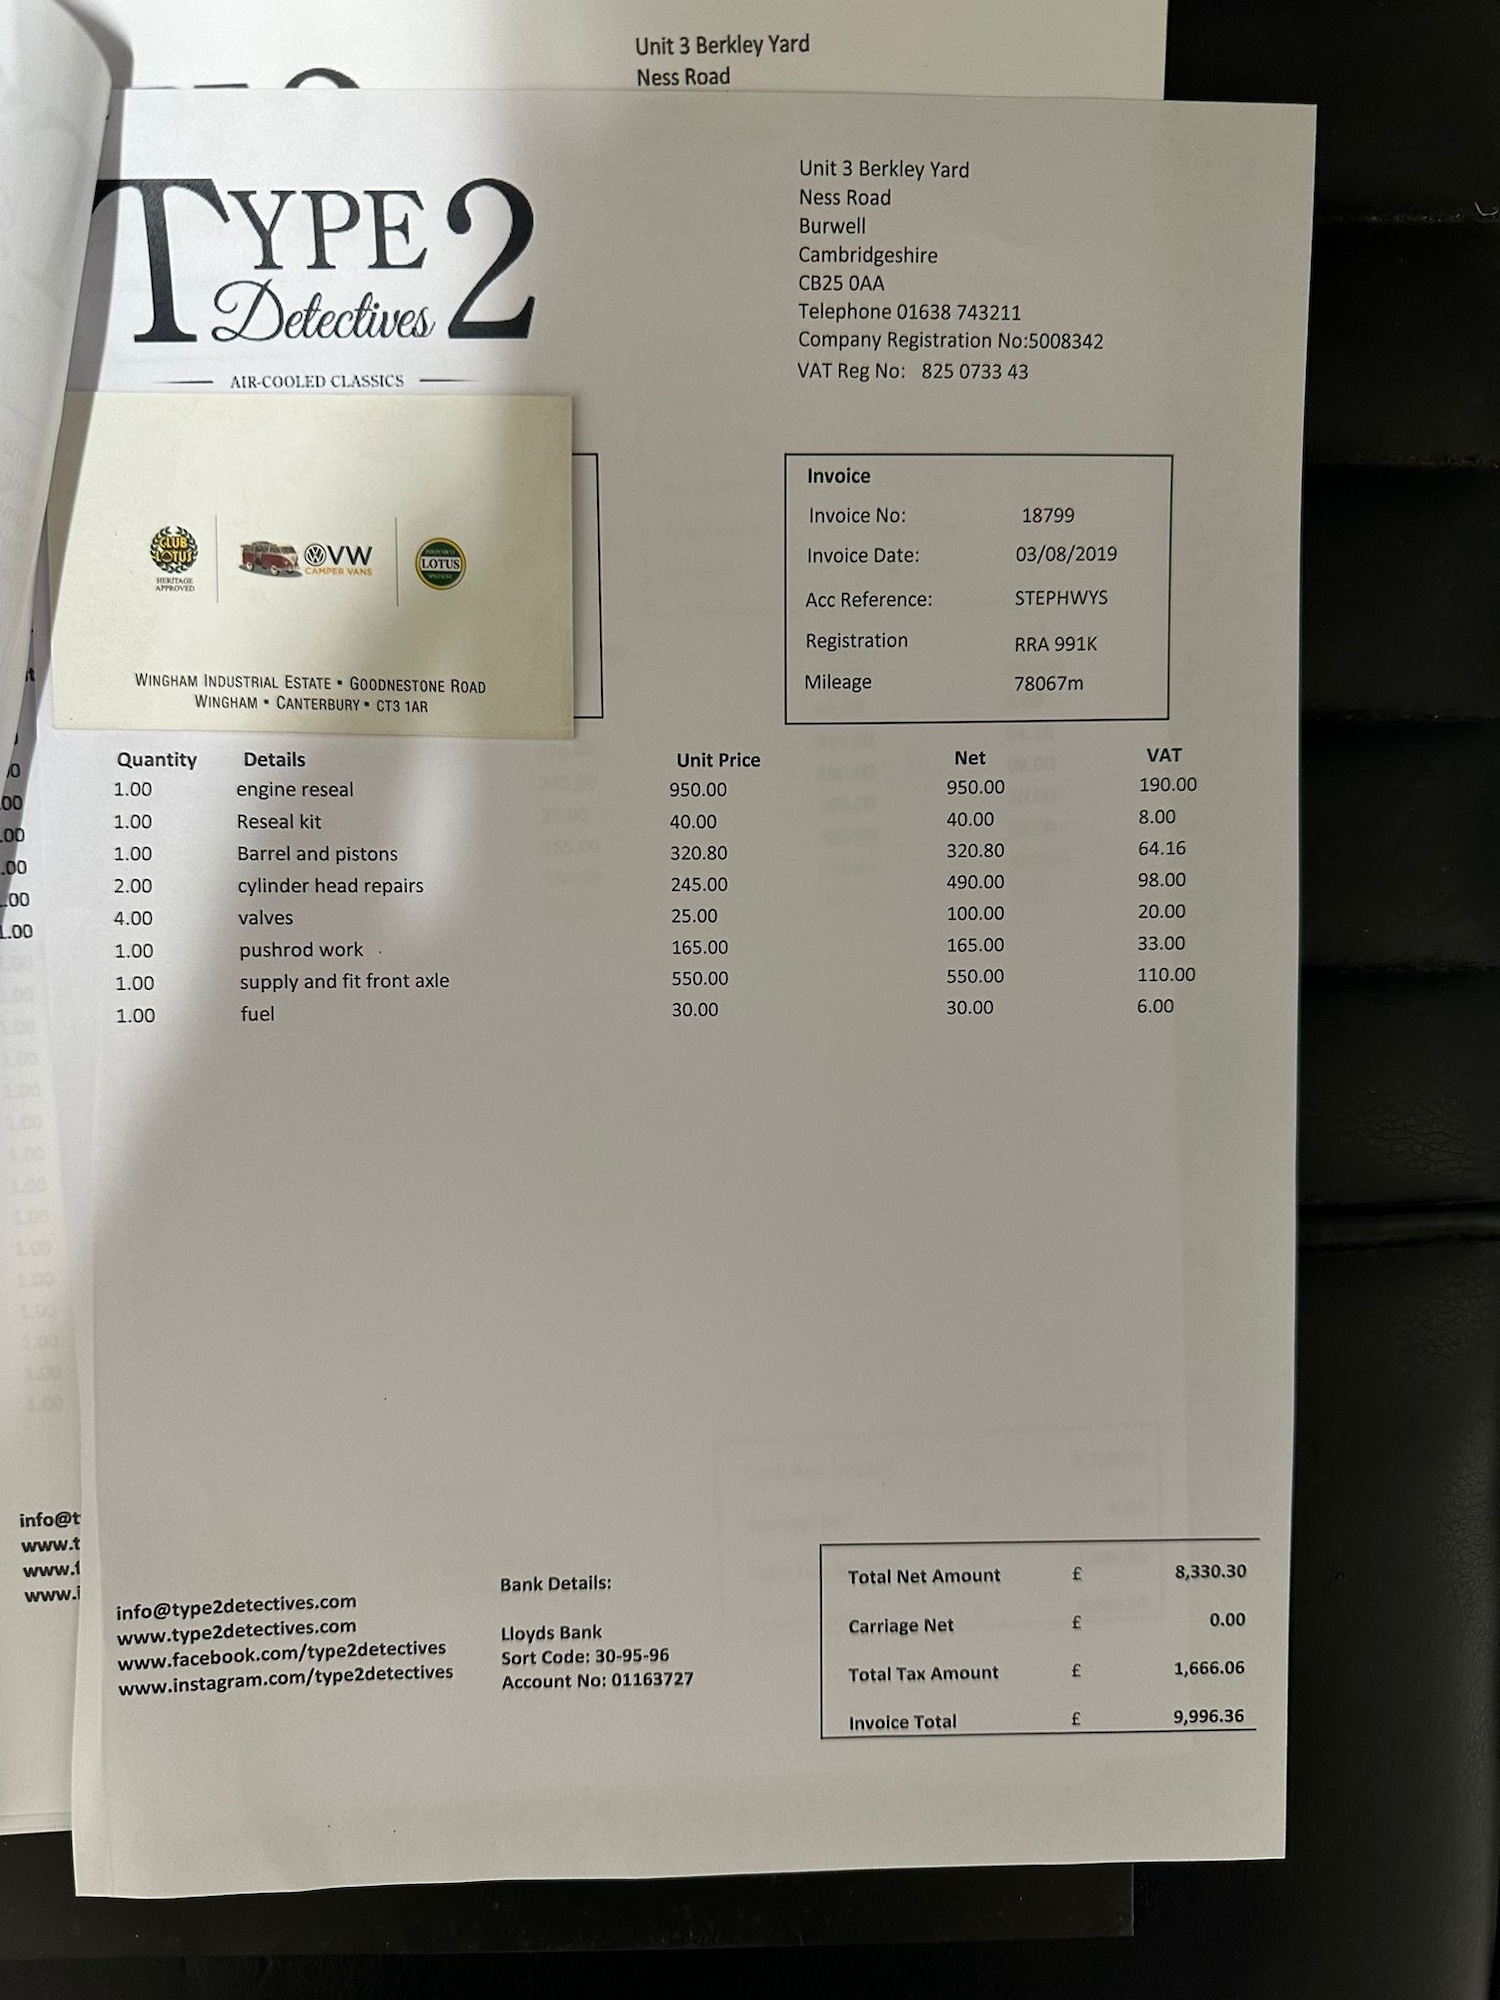 Unit 3 Berkley Yard
Ness Road
TYPE 2
Detectives
AIR-COOLED CLASSICS
Unit 3 Berkley Yard
Ness Road
Burwell
Cambridgeshire
CB25 0AA
Telephone 01638 743211
Company Registration No:5008342
VAT Reg No: 825 0733 43
CLUB LOTUS
HERITAGE
APPROVED
VW
CAMPER VANS
LOTUS
WINGHAM INDUSTRIAL ESTATE • GOODNESTONE ROAD
WINGHAM • CANTERBURY • CT3 1AR
Invoice
Invoice No: 18799
Invoice Date: 03/08/2019
Acc Reference: STEPHWYS
Registration RRA 991K
Mileage 78067m
Quantity Details Unit Price Net VAT
1.00 engine reseal 950.00 950.00 190.00
1.00 Reseal kit 40.00 40.00 8.00
1.00 Barrel and pistons 320.80 320.80 64.16
2.00 cylinder head repairs 245.00 490.00 98.00
4.00 valves 25.00 100.00 20.00
1.00 pushrod work 165.00 165.00 33.00
1.00 supply and fit front axle 550.00 550.00 110.00
1.00 fuel 30.00 30.00 6.00
info@t
www.t
www.f
www.i
info@type2detectives.com
www.type2detectives.com
www.facebook.com/type2detectives
www.instagram.com/type2detectives
Bank Details:
Lloyds Bank
Sort Code: 30-95-96
Account No: 01163727
Total Net Amount £ 8,330.30
Carriage Net £ 0.00
Total Tax Amount £ 1,666.06
Invoice Total £ 9,996.36